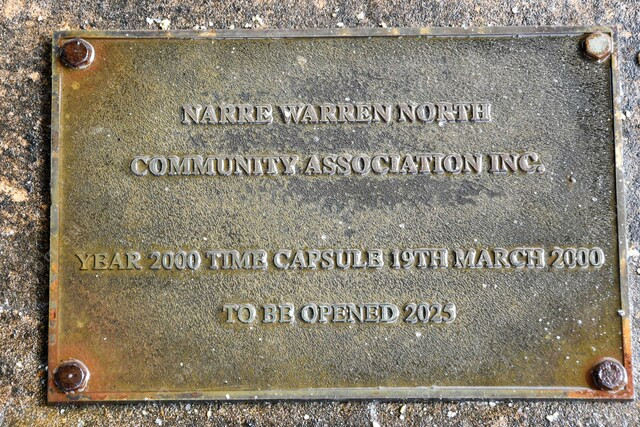 NARRE WARREN NORTH
COMMUNITY ASSOCIATION INC.
YEAR 2000 TIME CAPSULE 19TH MARCH 2000
TO BE OPENED 2025